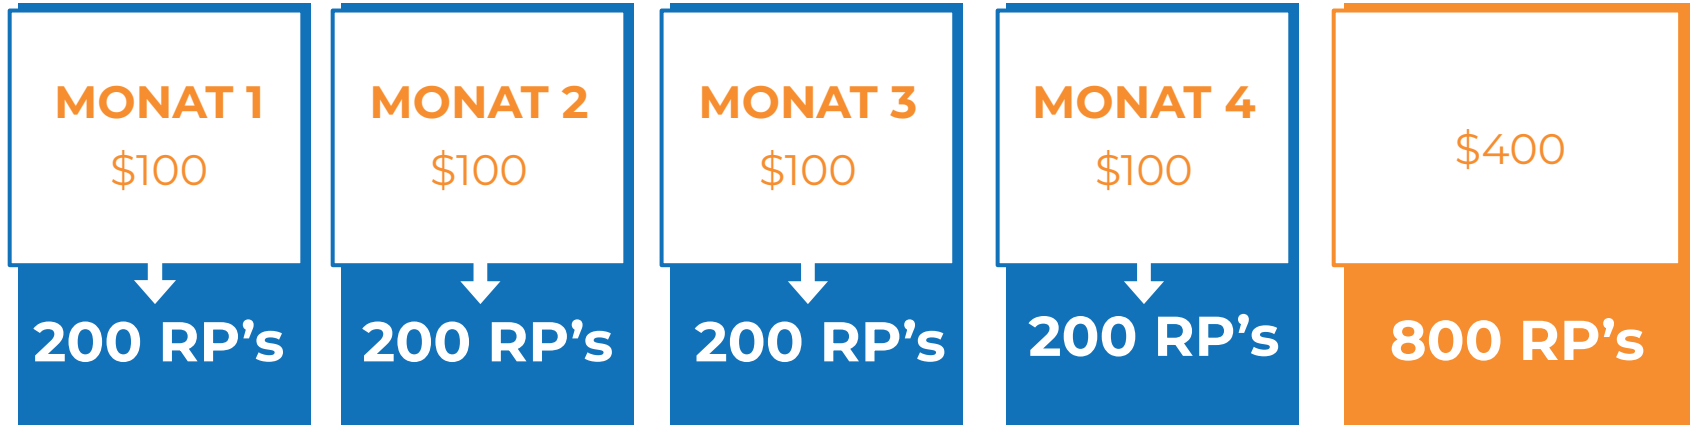 MONAT 1
$100
200 RP’s
MONAT 2
$100
200 RP’s
MONAT 3
$100
200 RP’s
MONAT 4
$100
200 RP’s
$400
800 RP’s